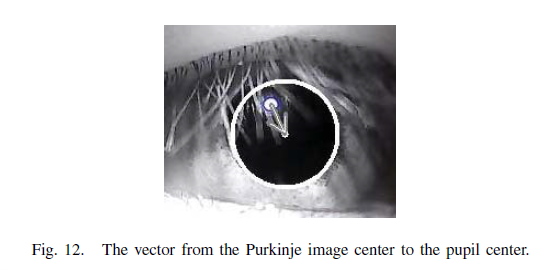 Fig. 12. The vector from the Purkinje image center to the pupil center.